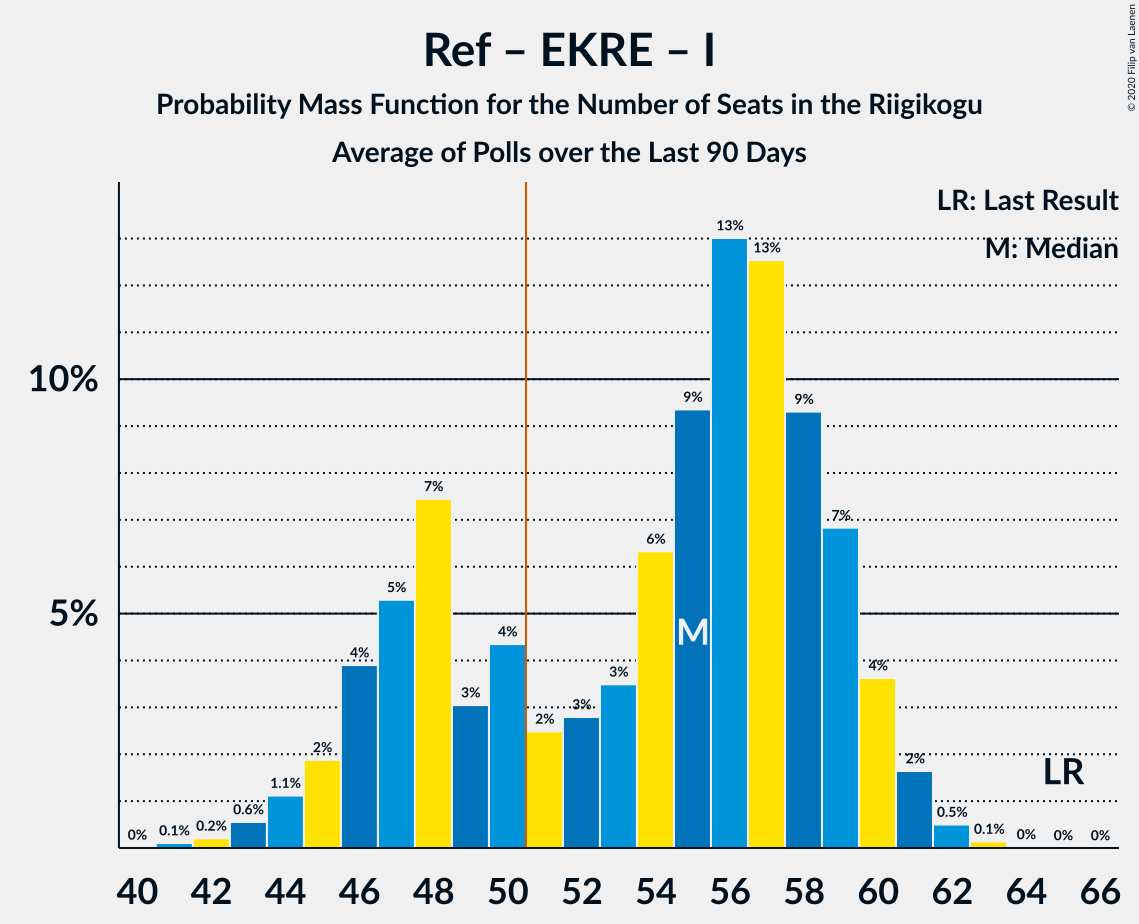 Ref – EKRE – I
Probability Mass Function for the Number of Seats in the Riigikogu
Average of Polls over the Last 90 Days
© 2020 Filip van Laenen
LR: Last Result
M: Median
10%
5%
0% 0.1% 0.2% 0.6% 1.1% 2% 4% 5% 7% 3% 4% 2% 3% 3% 6% 9% 13% 13% 9% 7% 4% 2% 0.5% 0.1% 0% 0% 0%
M
LR
40 42 44 46 48 50 52 54 56 58 60 62 64 66